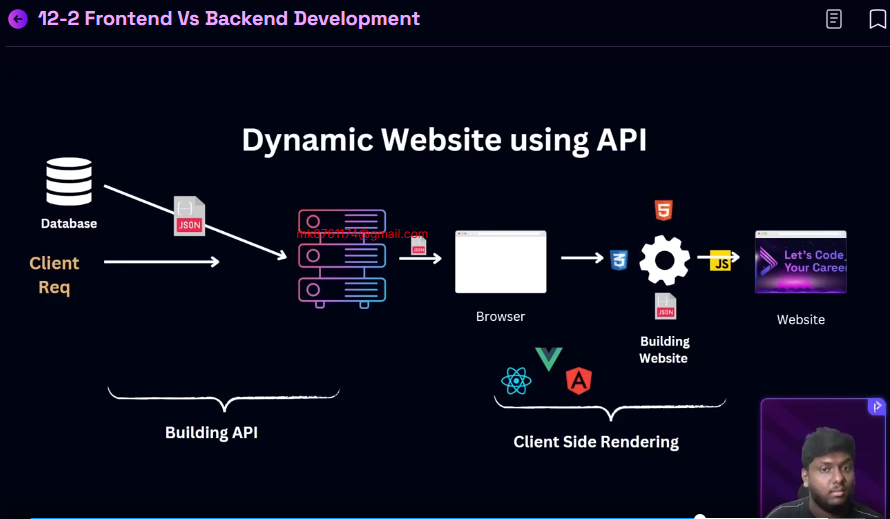 12-2 Frontend Vs Backend Development
Dynamic Website using API
Database
JSON
Client
Req
mk0761174@gmail.com
JSON
Browser
5
3
JS
JSON
Building
Website
Let's Code_
Your Career
Website
Building API
Client Side Rendering